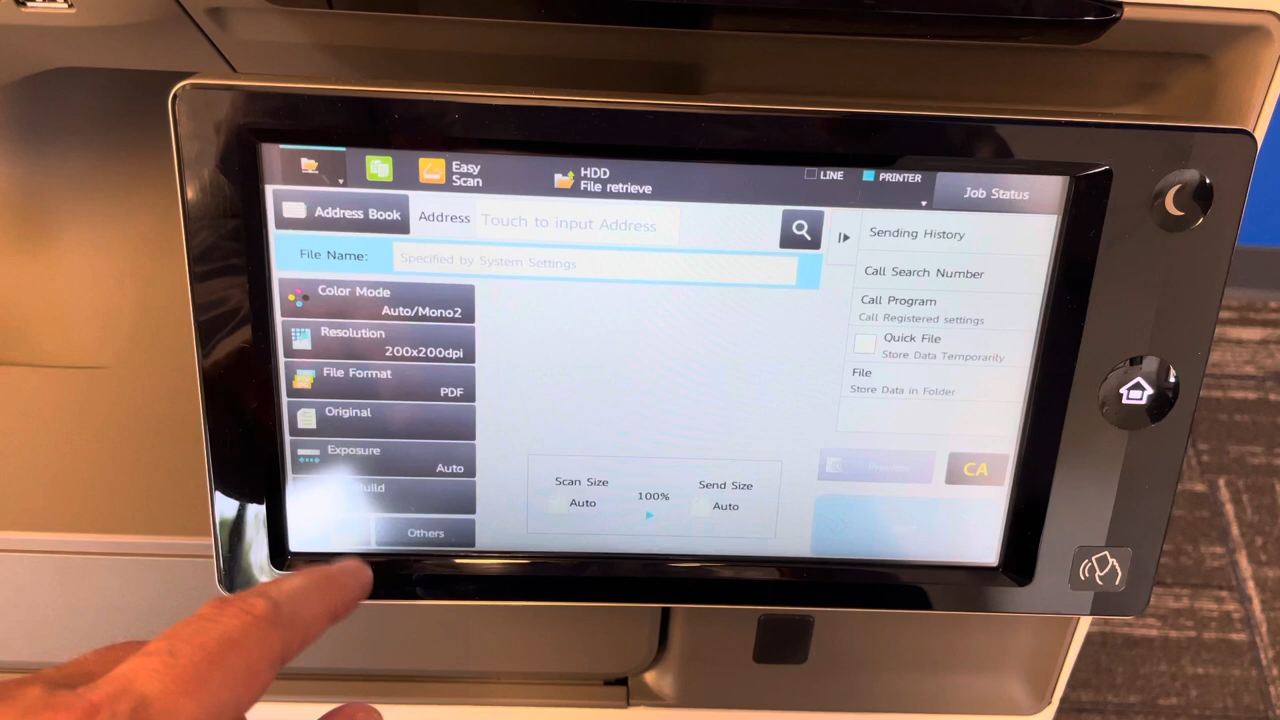 Easy
Scan
HDD
File retrieve
LINE
PRINTER
Job Status
Address Book
Address
Touch to input Address
File Name:
Specified by System Settings
Color Mode
Auto/Mono2
Resolution
200x200dpi
File Format
PDF
Original
Exposure
Auto
Others
Scan Size
Auto
100%
Send Size
Auto
Sending History
Call Search Number
Call Program
Call Registered settings
Quick File
Store Data Temporarily
File
Store Data in Folder
CA